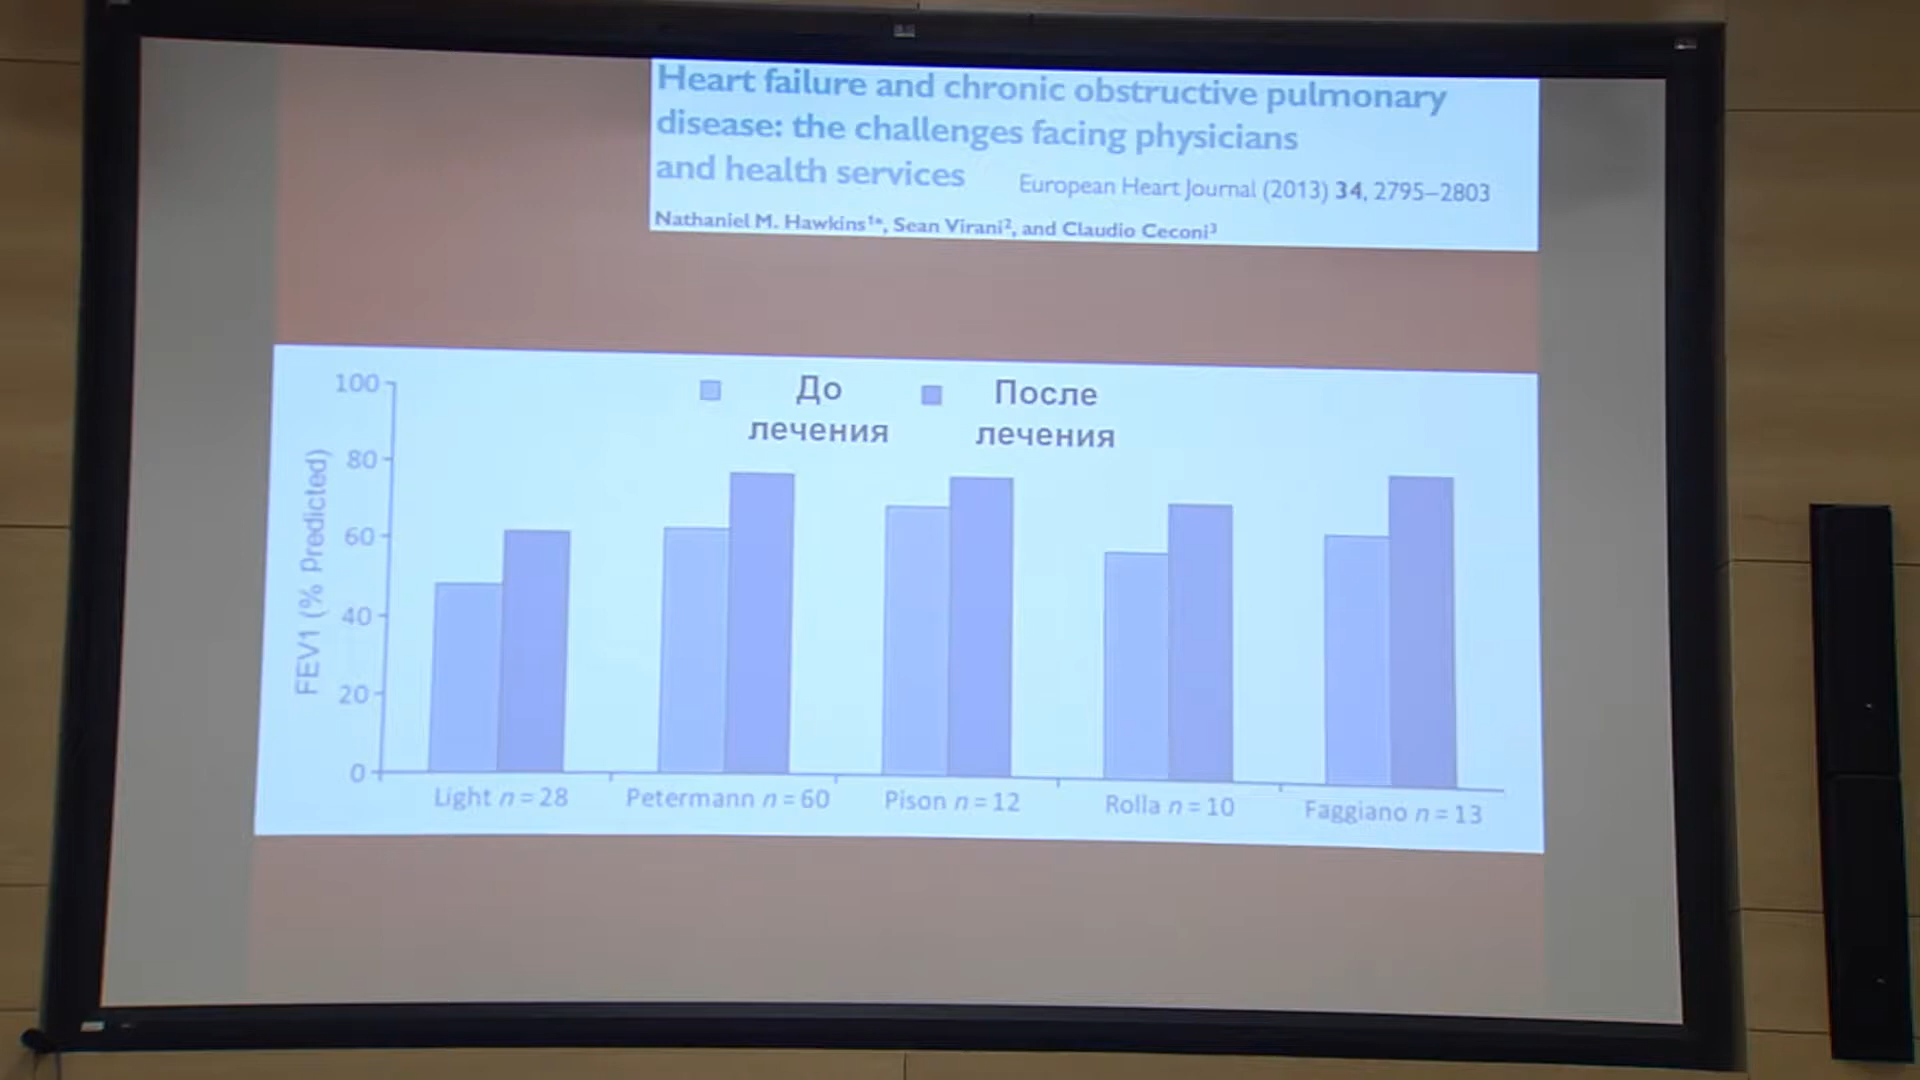 Heart failure and chronic obstructive pulmonary
disease: the challenges facing physicians
and health services
European Heart Journal (2013) 34, 2795–2803
Nathaniel M. Hawkins¹*, Sean Virani², and Claudio Ceconi³
До лечения
После лечения
FEV1 (% Predicted)
100
80
60
40
20
0
Light n = 28
Petermann n = 60
Pison n = 12
Rolla n = 10
Faggiano n = 13